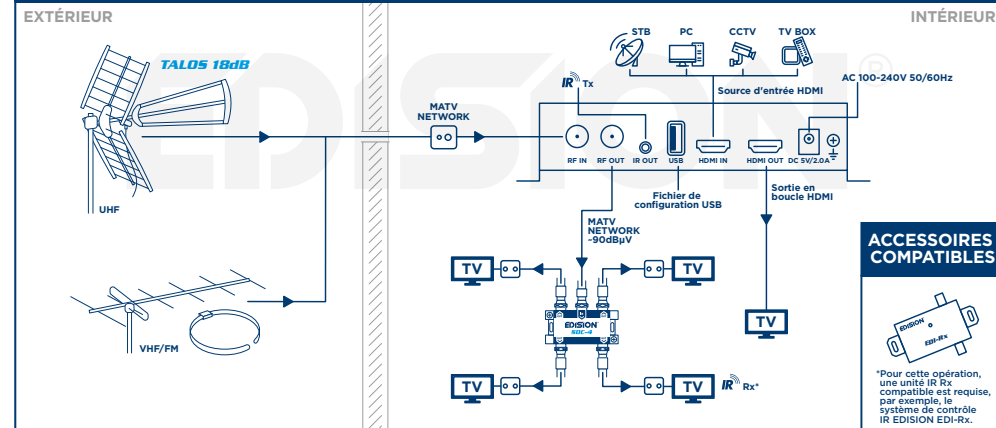 EXTÉRIEUR
INTÉRIEUR
EDISION®
TALOS 18dB
UHF
VHF/FM
MATV
NETWORK
STB
PC
CCTV
TV BOX
IR Tx
Source d'entrée HDMI
AC 100-240V 50/60Hz
RF IN
RF OUT
IR OUT
USB
HDMI IN
HDMI OUT
DC 5V/2.0A
Fichier de
configuration USB
Sortie en
boucle HDMI
MATV
NETWORK
~90dBµV
TV
TV
EDISION
SDC-4
TV
TV
IR Rx*
TV
ACCESSOIRES
COMPATIBLES
EDISION
EDI-Rx
*Pour cette opération,
une unité IR Rx
compatible est requise,
par exemple, le
système de contrôle
IR EDISION EDI-Rx.